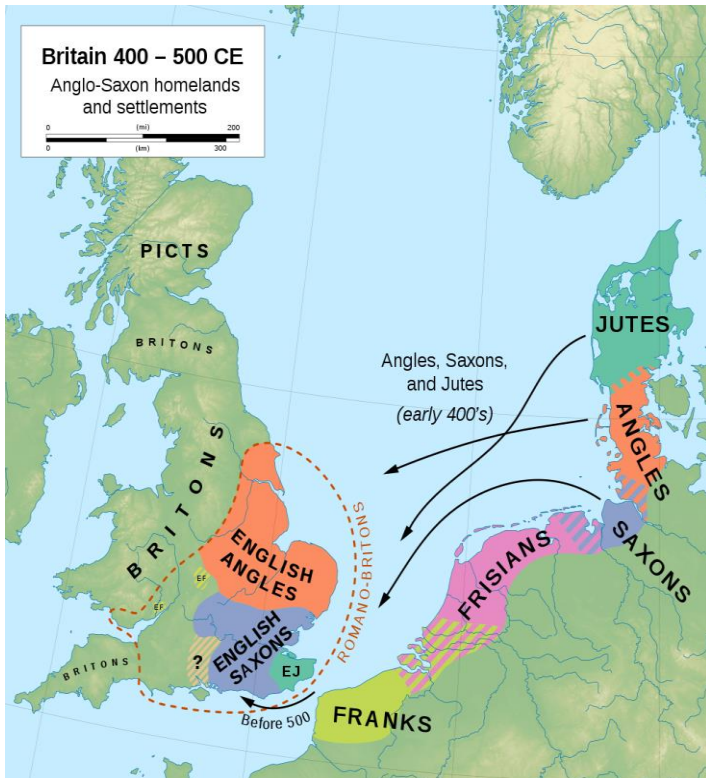 Britain 400 – 500 CE
Anglo-Saxon homelands
and settlements
0 (mi) 200
0 (km) 300
PICTS
BRITONS
JUTES
Angles, Saxons,
and Jutes
(early 400's)
ANGLES
BRITONS
ENGLISH
ANGLES
ROMANO-BRITONS
SAXONS
FRISIANS
EF
EF
ENGLISH
SAXONS
BRITONS
?
EJ
Before 500
FRANKS